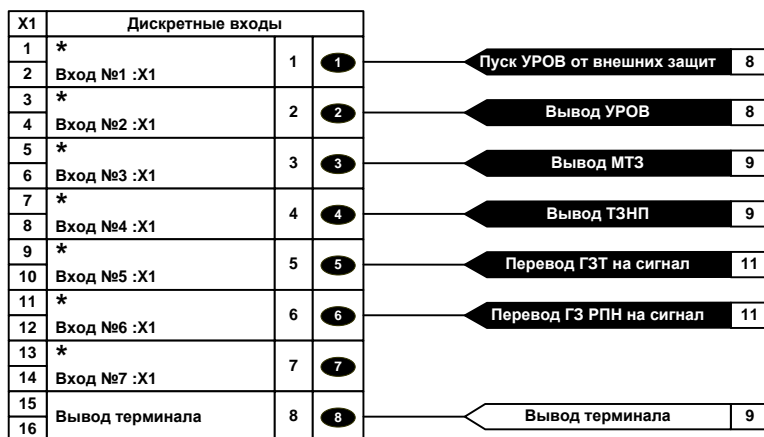 X1 Дискретные входы
1 *
2 Вход №1 :X1 1 1 Пуск УРОВ от внешних защит 8
3 *
4 Вход №2 :X1 2 2 Вывод УРОВ 8
5 *
6 Вход №3 :X1 3 3 Вывод МТЗ 9
7 *
8 Вход №4 :X1 4 4 Вывод ТЗНП 9
9 *
10 Вход №5 :X1 5 5 Перевод ГЗТ на сигнал 11
11 *
12 Вход №6 :X1 6 6 Перевод ГЗ РПН на сигнал 11
13 *
14 Вход №7 :X1 7 7
15
16 Вывод терминала 8 8 Вывод терминала 9